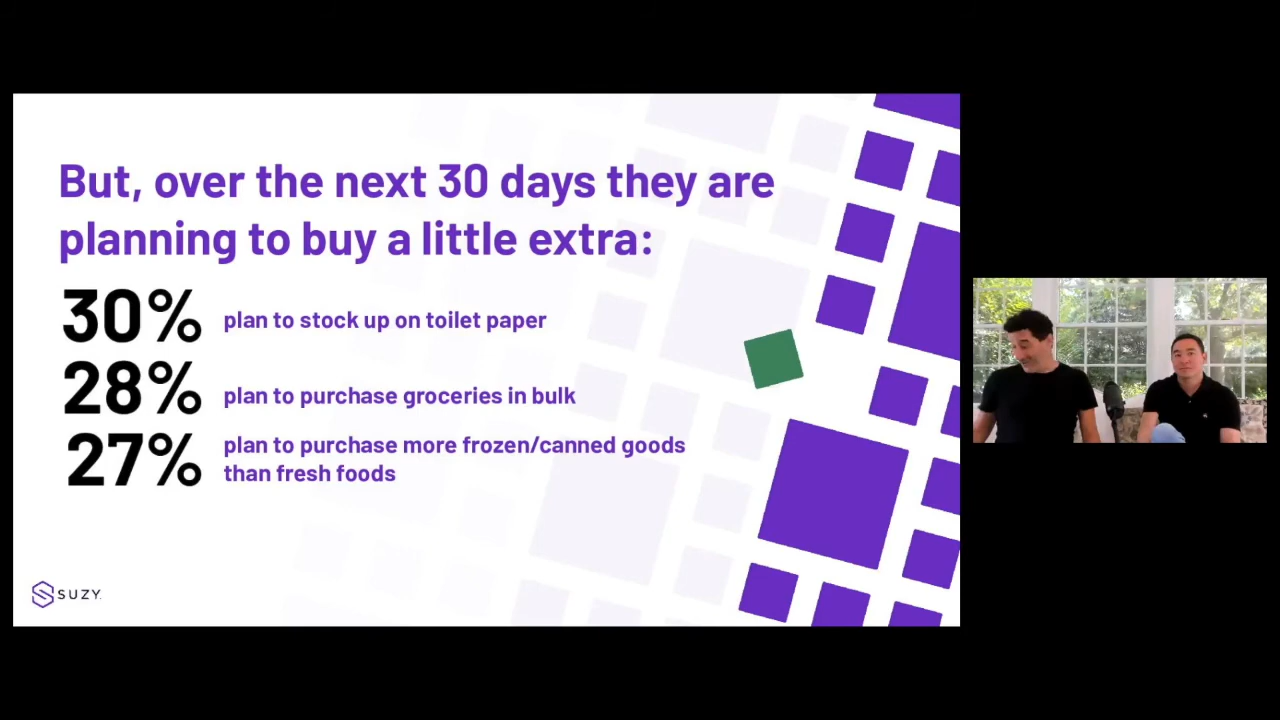 But, over the next 30 days they are
planning to buy a little extra:
30% plan to stock up on toilet paper
28% plan to purchase groceries in bulk
27% plan to purchase more frozen/canned goods
than fresh foods
SUZY